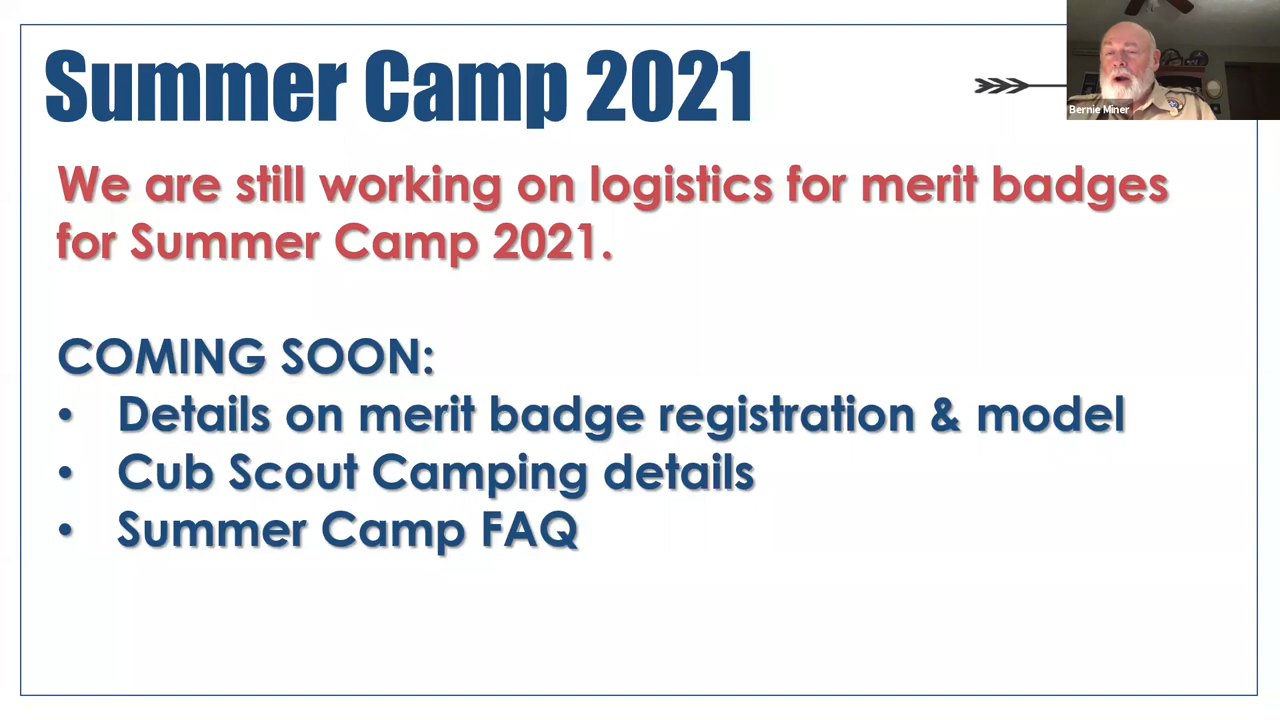 Summer Camp 2021
Bernie Miner
We are still working on logistics for merit badges
for Summer Camp 2021.
COMING SOON:
• Details on merit badge registration & model
• Cub Scout Camping details
• Summer Camp FAQ